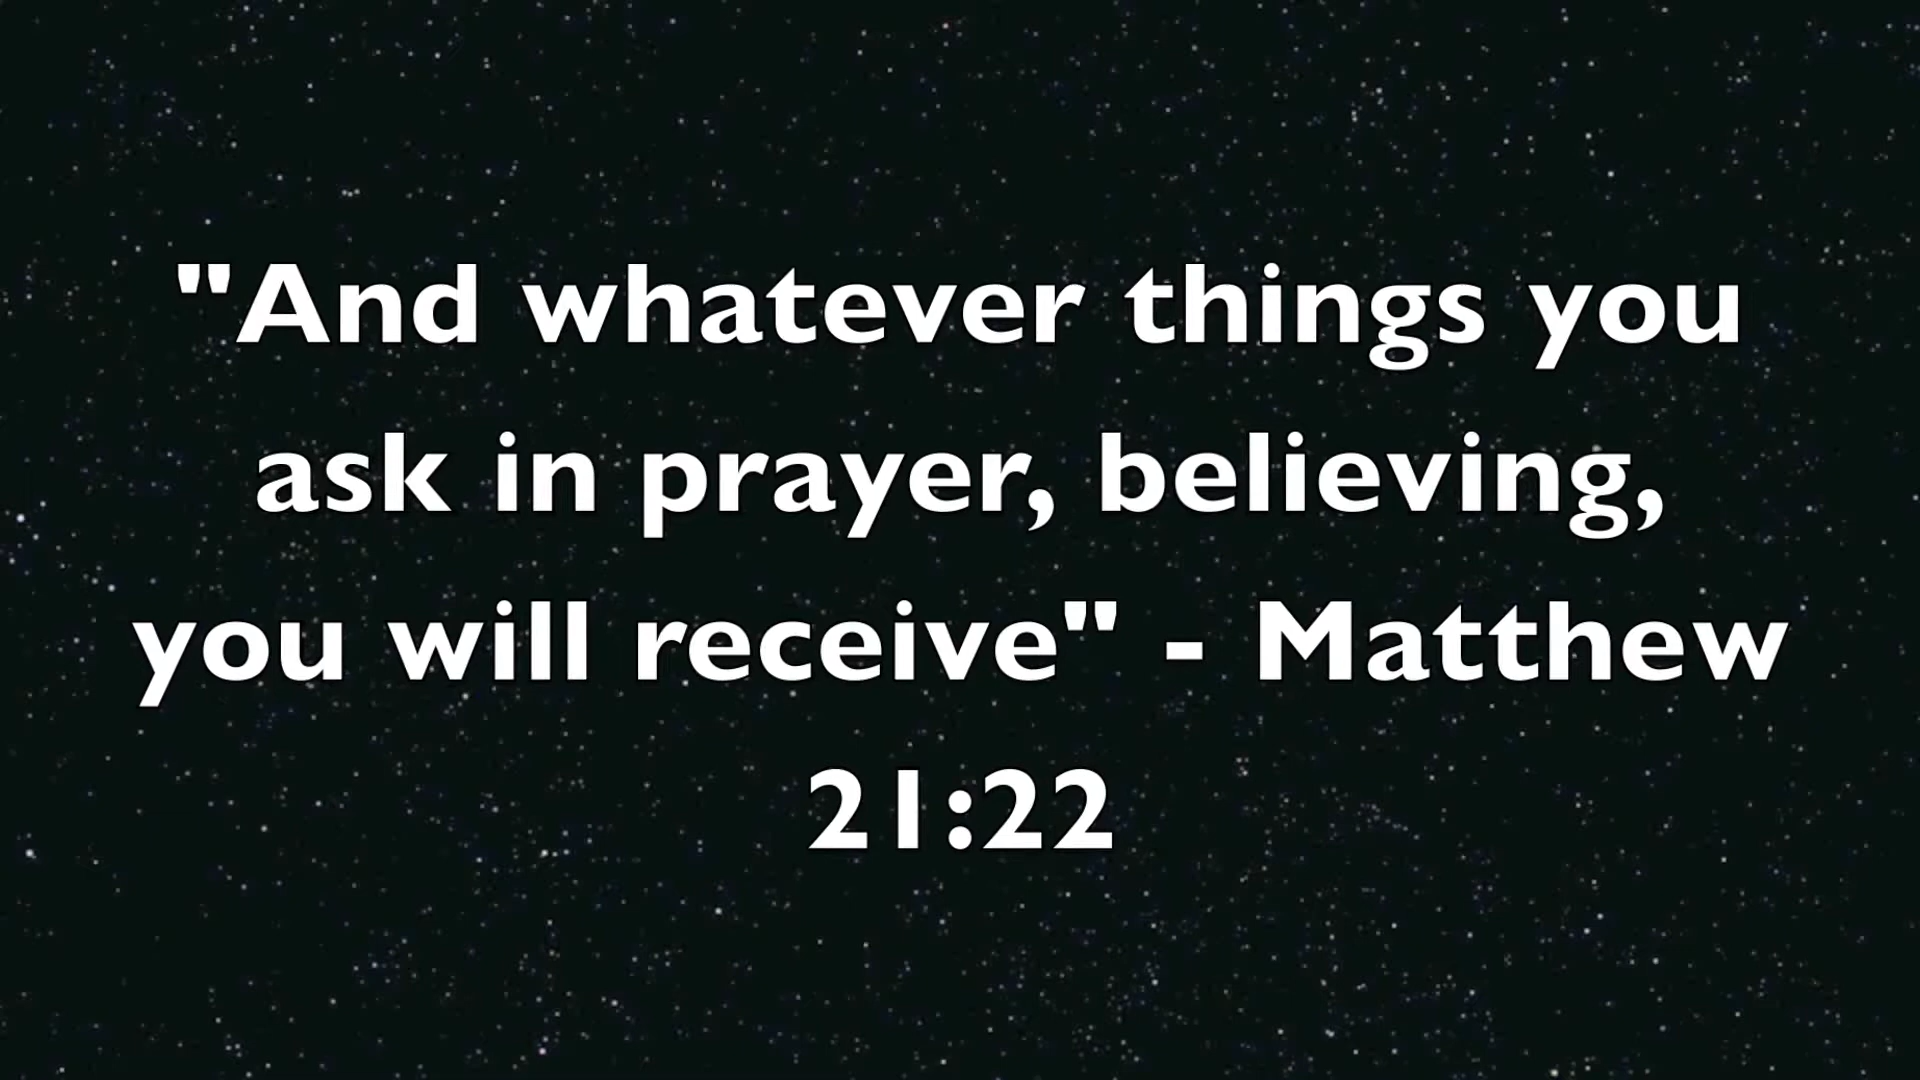 "And whatever things you
ask in prayer, believing,
you will receive" - Matthew
21:22